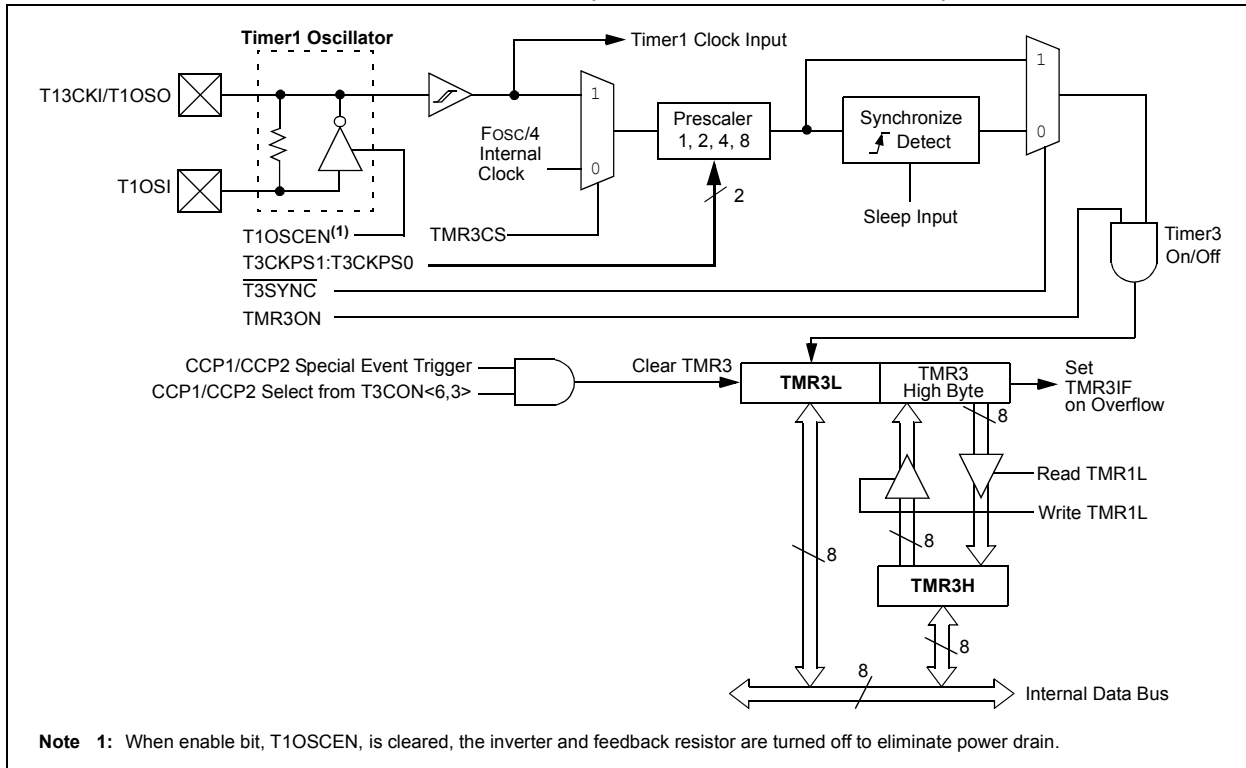 Timer1 Oscillator
Timer1 Clock Input
T13CKI/T1OSO
1
1
FOSC/4
Internal
Clock
0
Prescaler
1, 2, 4, 8
Synchronize
Detect
0
T1OSI
2
Sleep Input
T1OSCEN(1)
TMR3CS
Timer3
On/Off
T3CKPS1:T3CKPS0
T3SYNC
TMR3ON
CCP1/CCP2 Special Event Trigger
Clear TMR3
CCP1/CCP2 Select from T3CON<6,3>
TMR3L
TMR3
High Byte
Set
TMR3IF
on Overflow
8
Read TMR1L
Write TMR1L
8
8
TMR3H
8
8
Internal Data Bus
Note 1: When enable bit, T1OSCEN, is cleared, the inverter and feedback resistor are turned off to eliminate power drain.